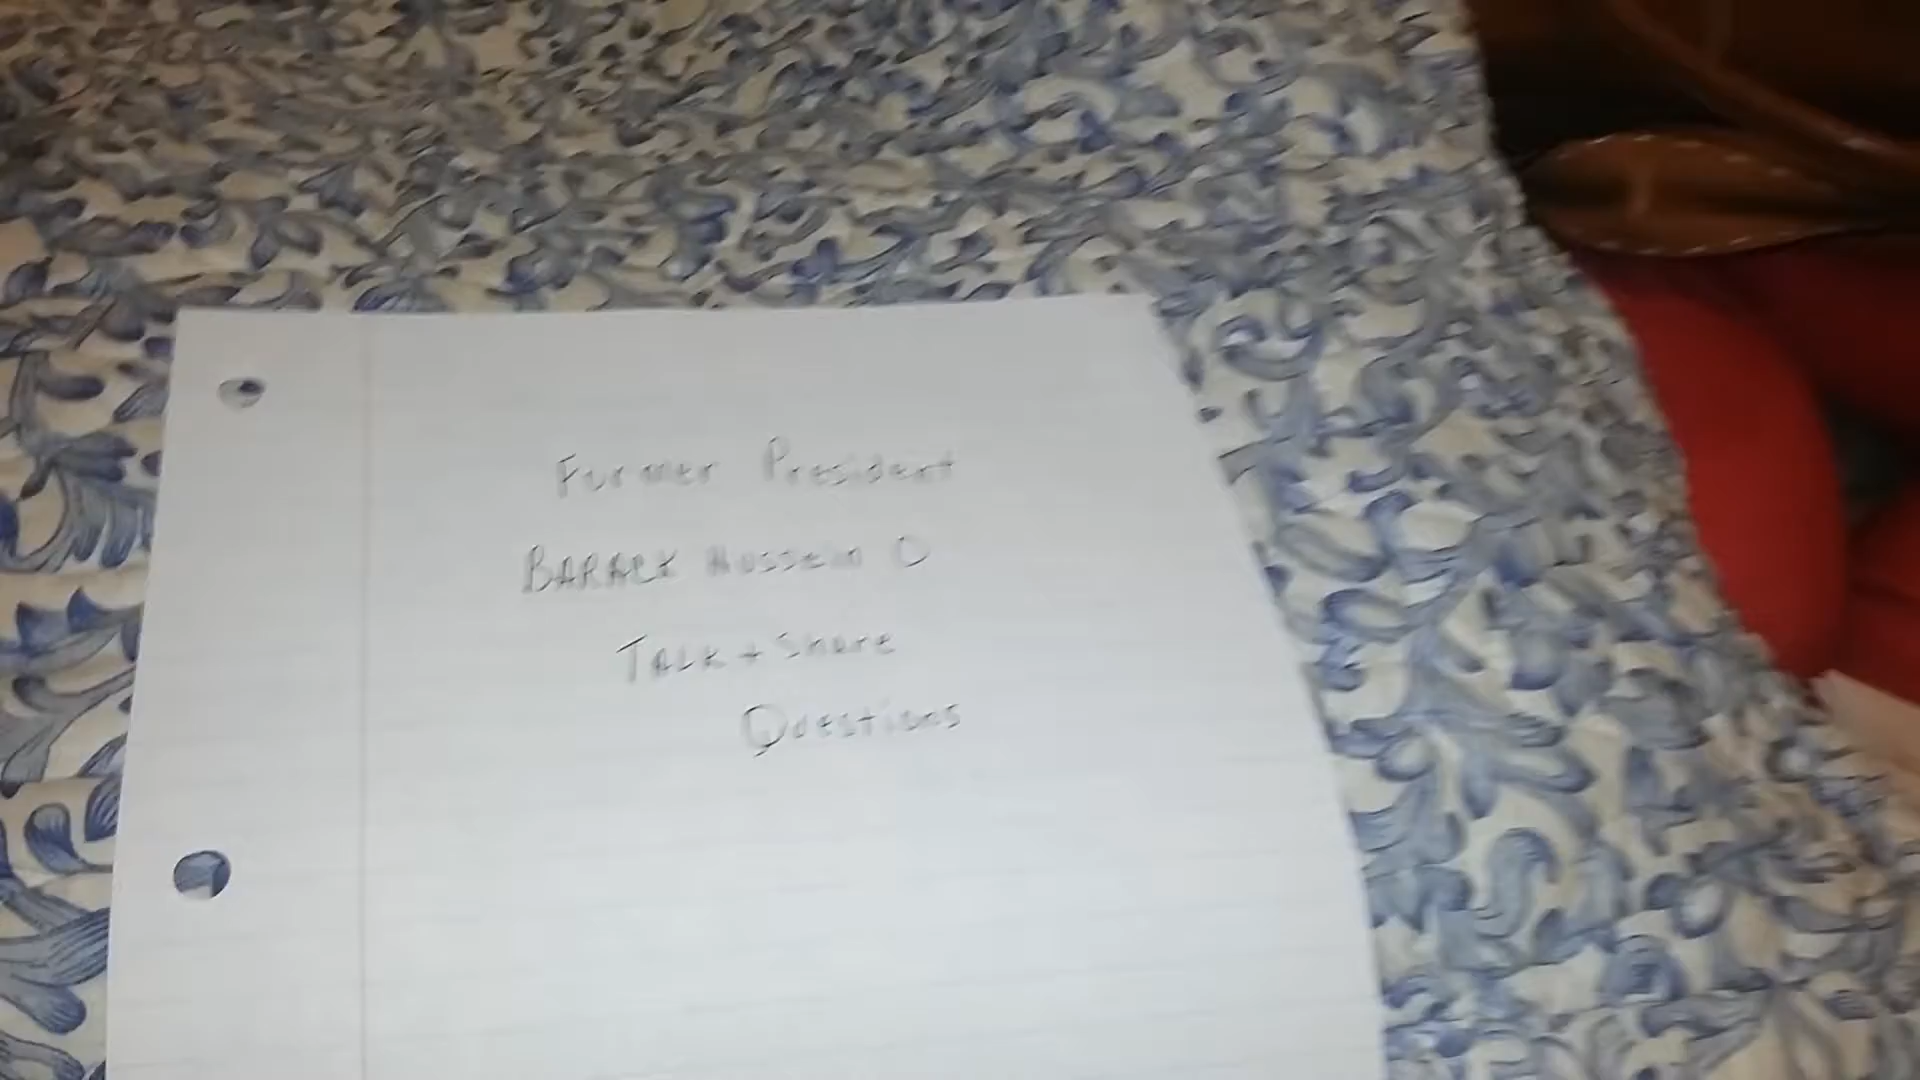 Former President
BARACK Hussein O
TALK + Share
Questions